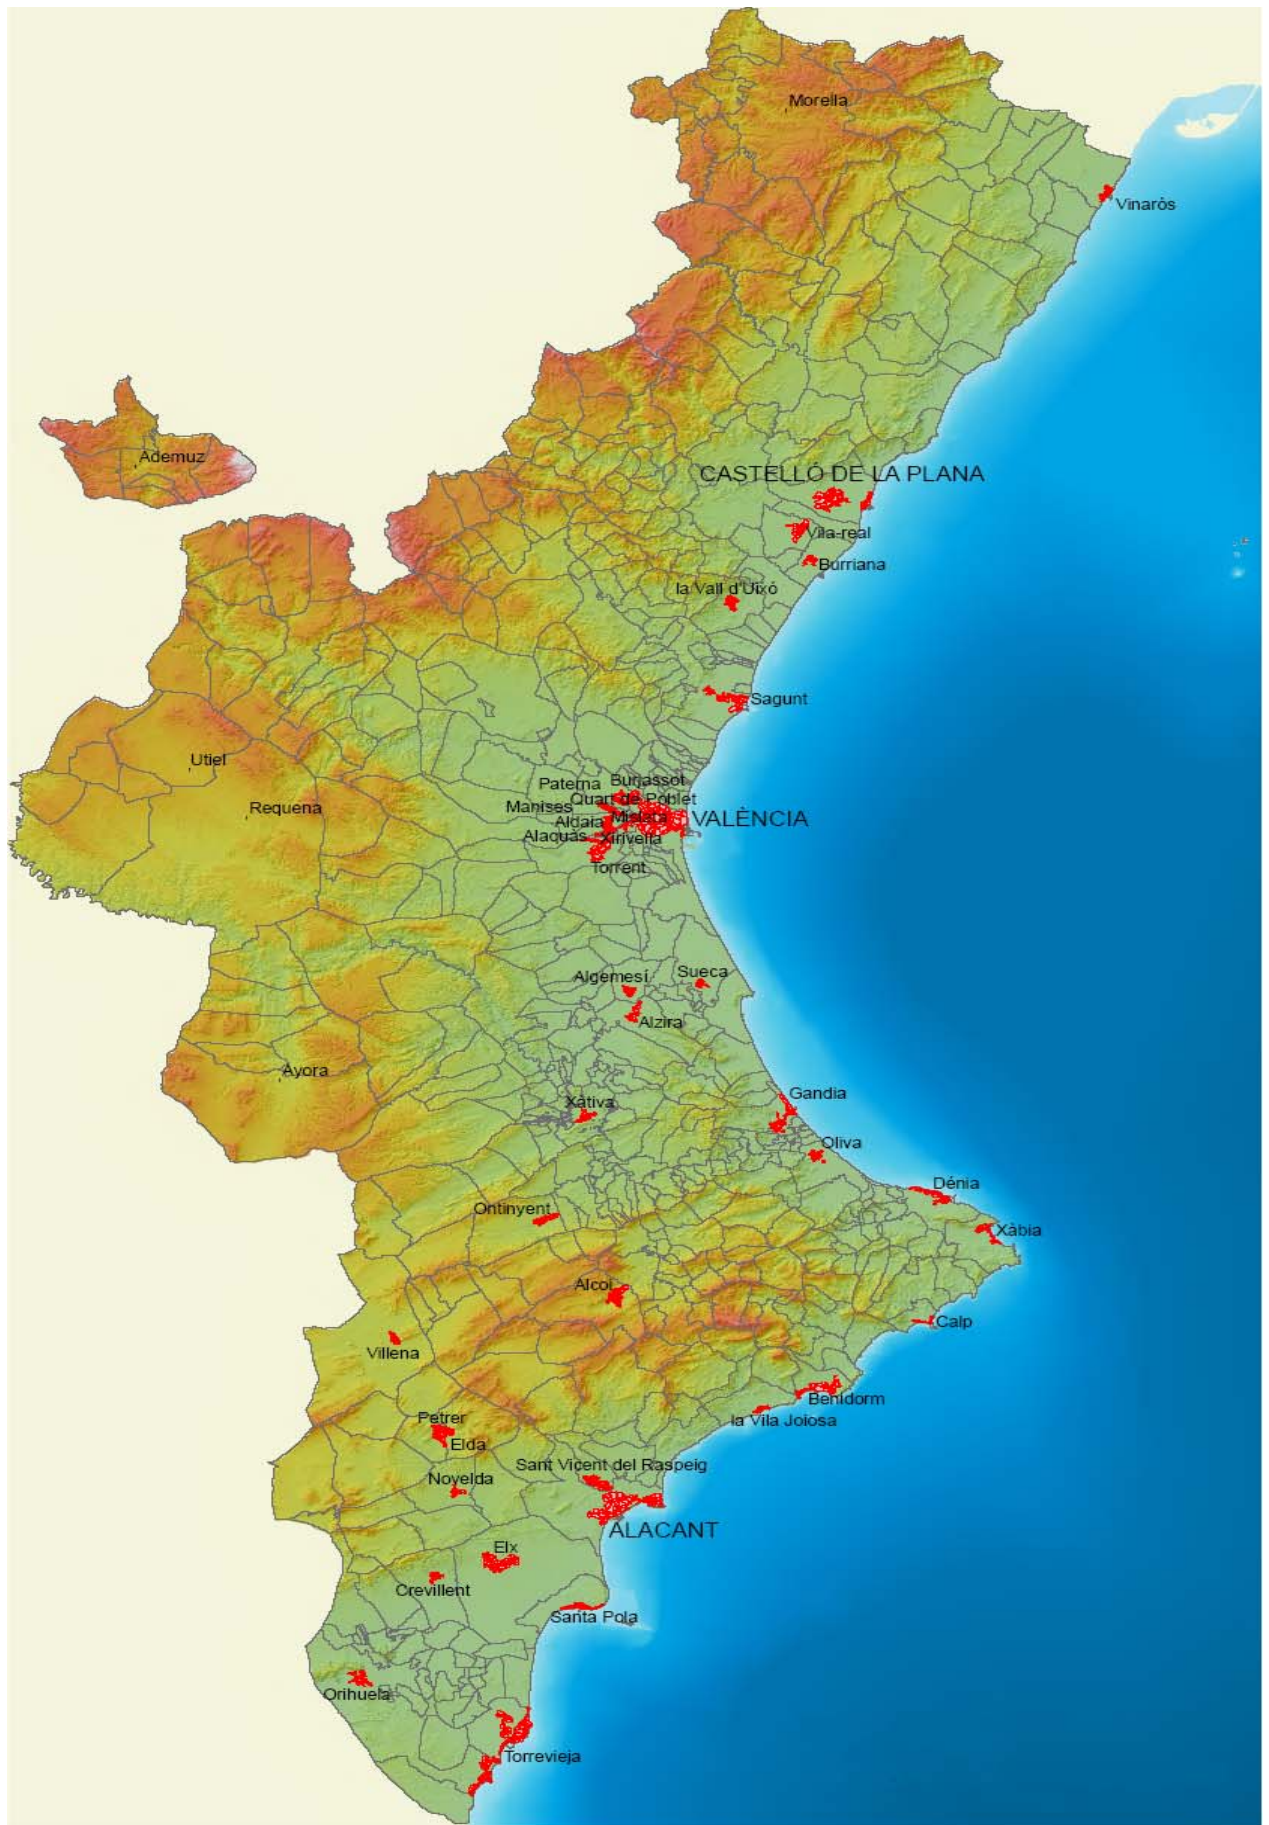 Morella
Vinaròs
Ademuz
CASTELLÓ DE LA PLANA
Vila-real
Burriana
la Vall d'Uixó
Sagunt
Utiel
Paterna
Burjassot
Requena
Manises
Quart de Poblet
Aldaia
Mislata
VALÈNCIA
Alaquàs
Xirivella
Torrent
Algemesí
Sueca
Alzira
Ayora
Xàtiva
Gandia
Oliva
Dénia
Ontinyent
Xàbia
Alcoi
Calp
Villena
Benidorm
la Vila Joiosa
Petrer
Elda
Sant Vicent del Raspeig
Novelda
ALACANT
Elx
Crevillent
Santa Pola
Orihuela
Torrevieja